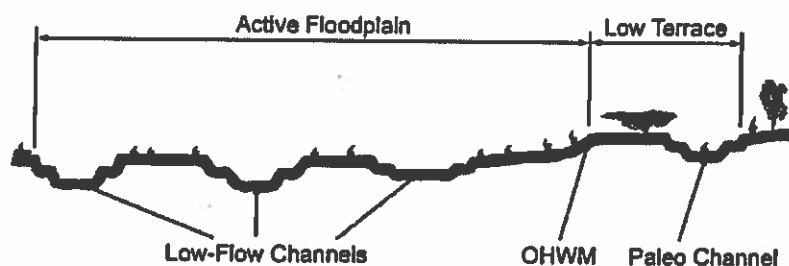 Active Floodplain
Low Terrace
Low-Flow Channels
OHWM
Paleo Channel